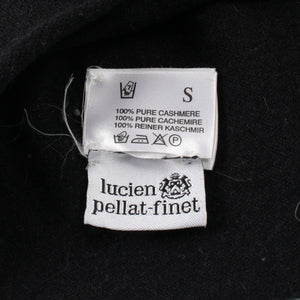 S
100% PURE CASHMERE
100% PURE CACHEMIRE
100% REINER KASCHMIR
P
lucien
pellat-finet